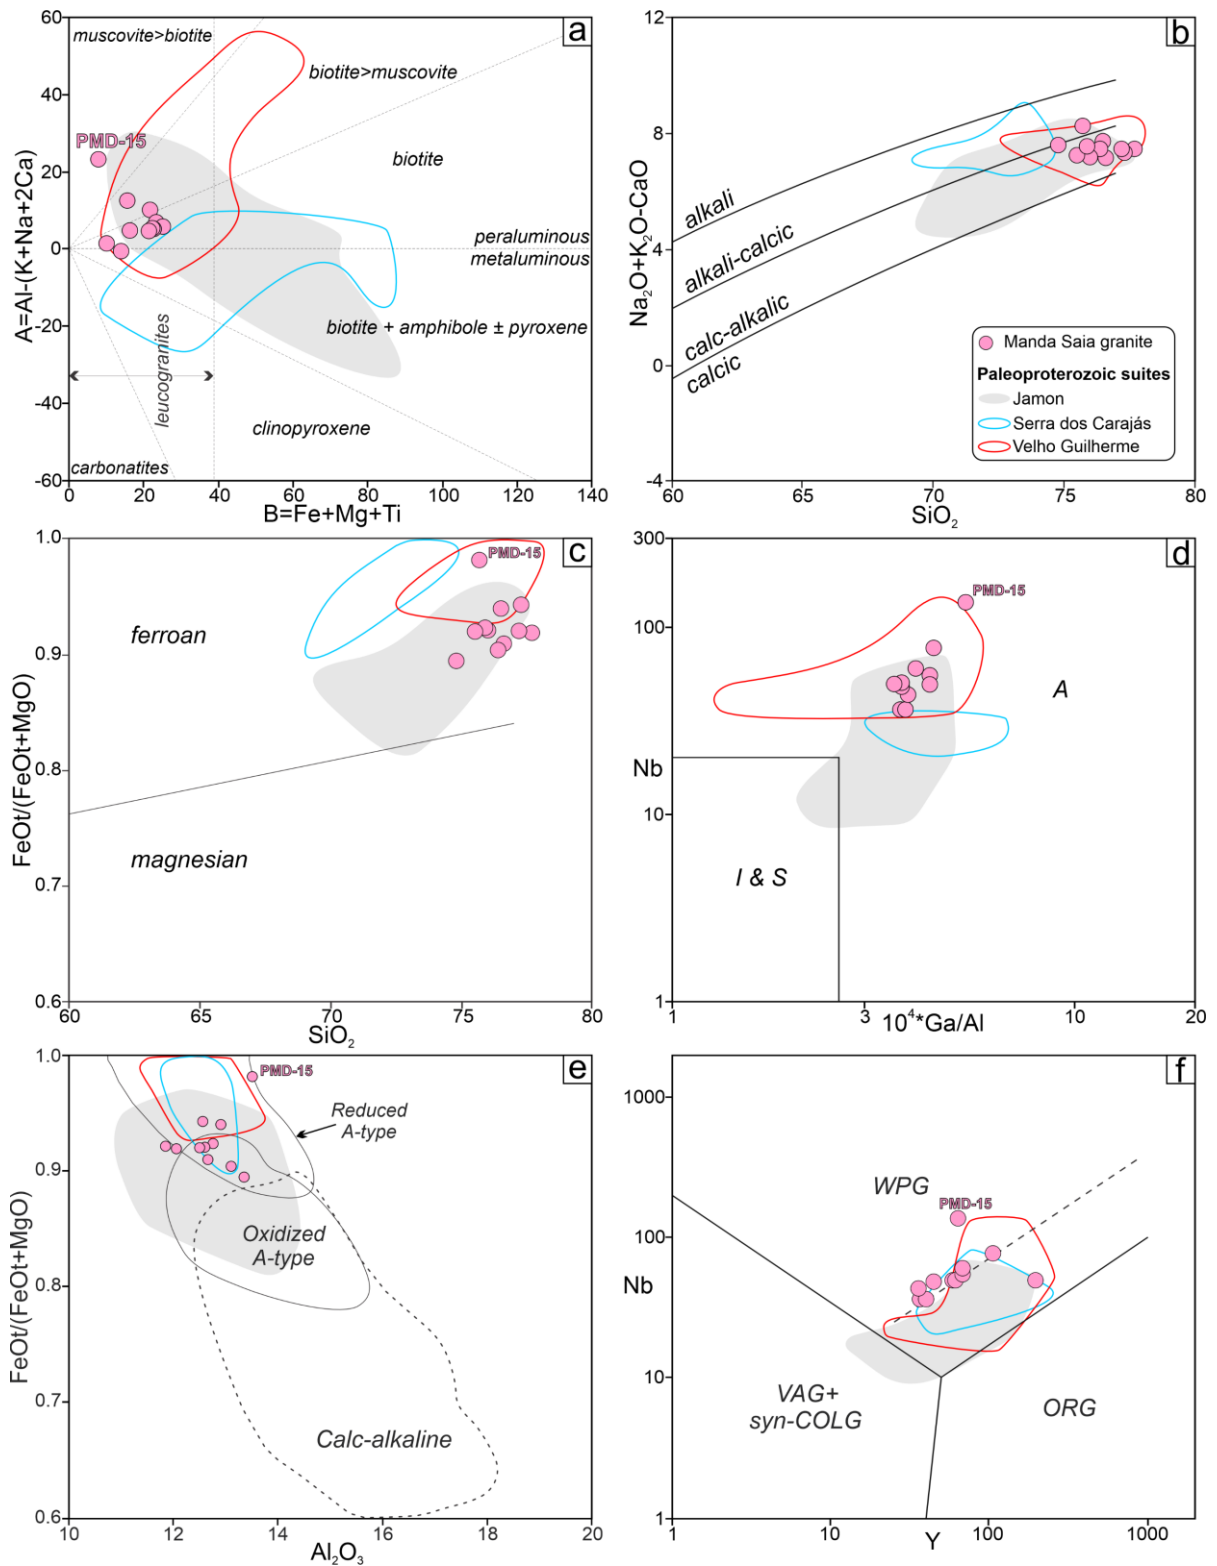 a
60
40
20
0
-20
-40
-60
A=Al-(K+Na+2Ca)
muscovite>biotite
biotite>muscovite
PMD-15
biotite
peraluminous
metaluminous
biotite + amphibole ± pyroxene
leucogranites
clinopyroxene
carbonatites
0 20 40 60 80 100 120 140
B=Fe+Mg+Ti
b
12
8
4
0
-4
Na₂O+K₂O-CaO
alkali
alkali-calcic
calc-alkalic
calcic
Manda Saia granite
Paleoproterozoic suites
Jamon
Serra dos Carajás
Velho Guilherme
60 65 70 75 80
SiO₂
c
1.0
0.9
0.8
0.7
0.6
FeOt/(FeOt+MgO)
PMD-15
ferroan
magnesian
60 65 70 75 80
SiO₂
d
300
100
Nb
10
1
PMD-15
A
I & S
1 3 10 20
10⁴*Ga/Al
e
1.0
0.9
0.8
0.7
0.6
FeOt/(FeOt+MgO)
PMD-15
Reduced
A-type
Oxidized
A-type
Calc-alkaline
10 12 14 16 18 20
Al₂O₃
f
1000
100
Nb
10
1
WPG
PMD-15
VAG+
syn-COLG
ORG
1 10 100 1000
Y